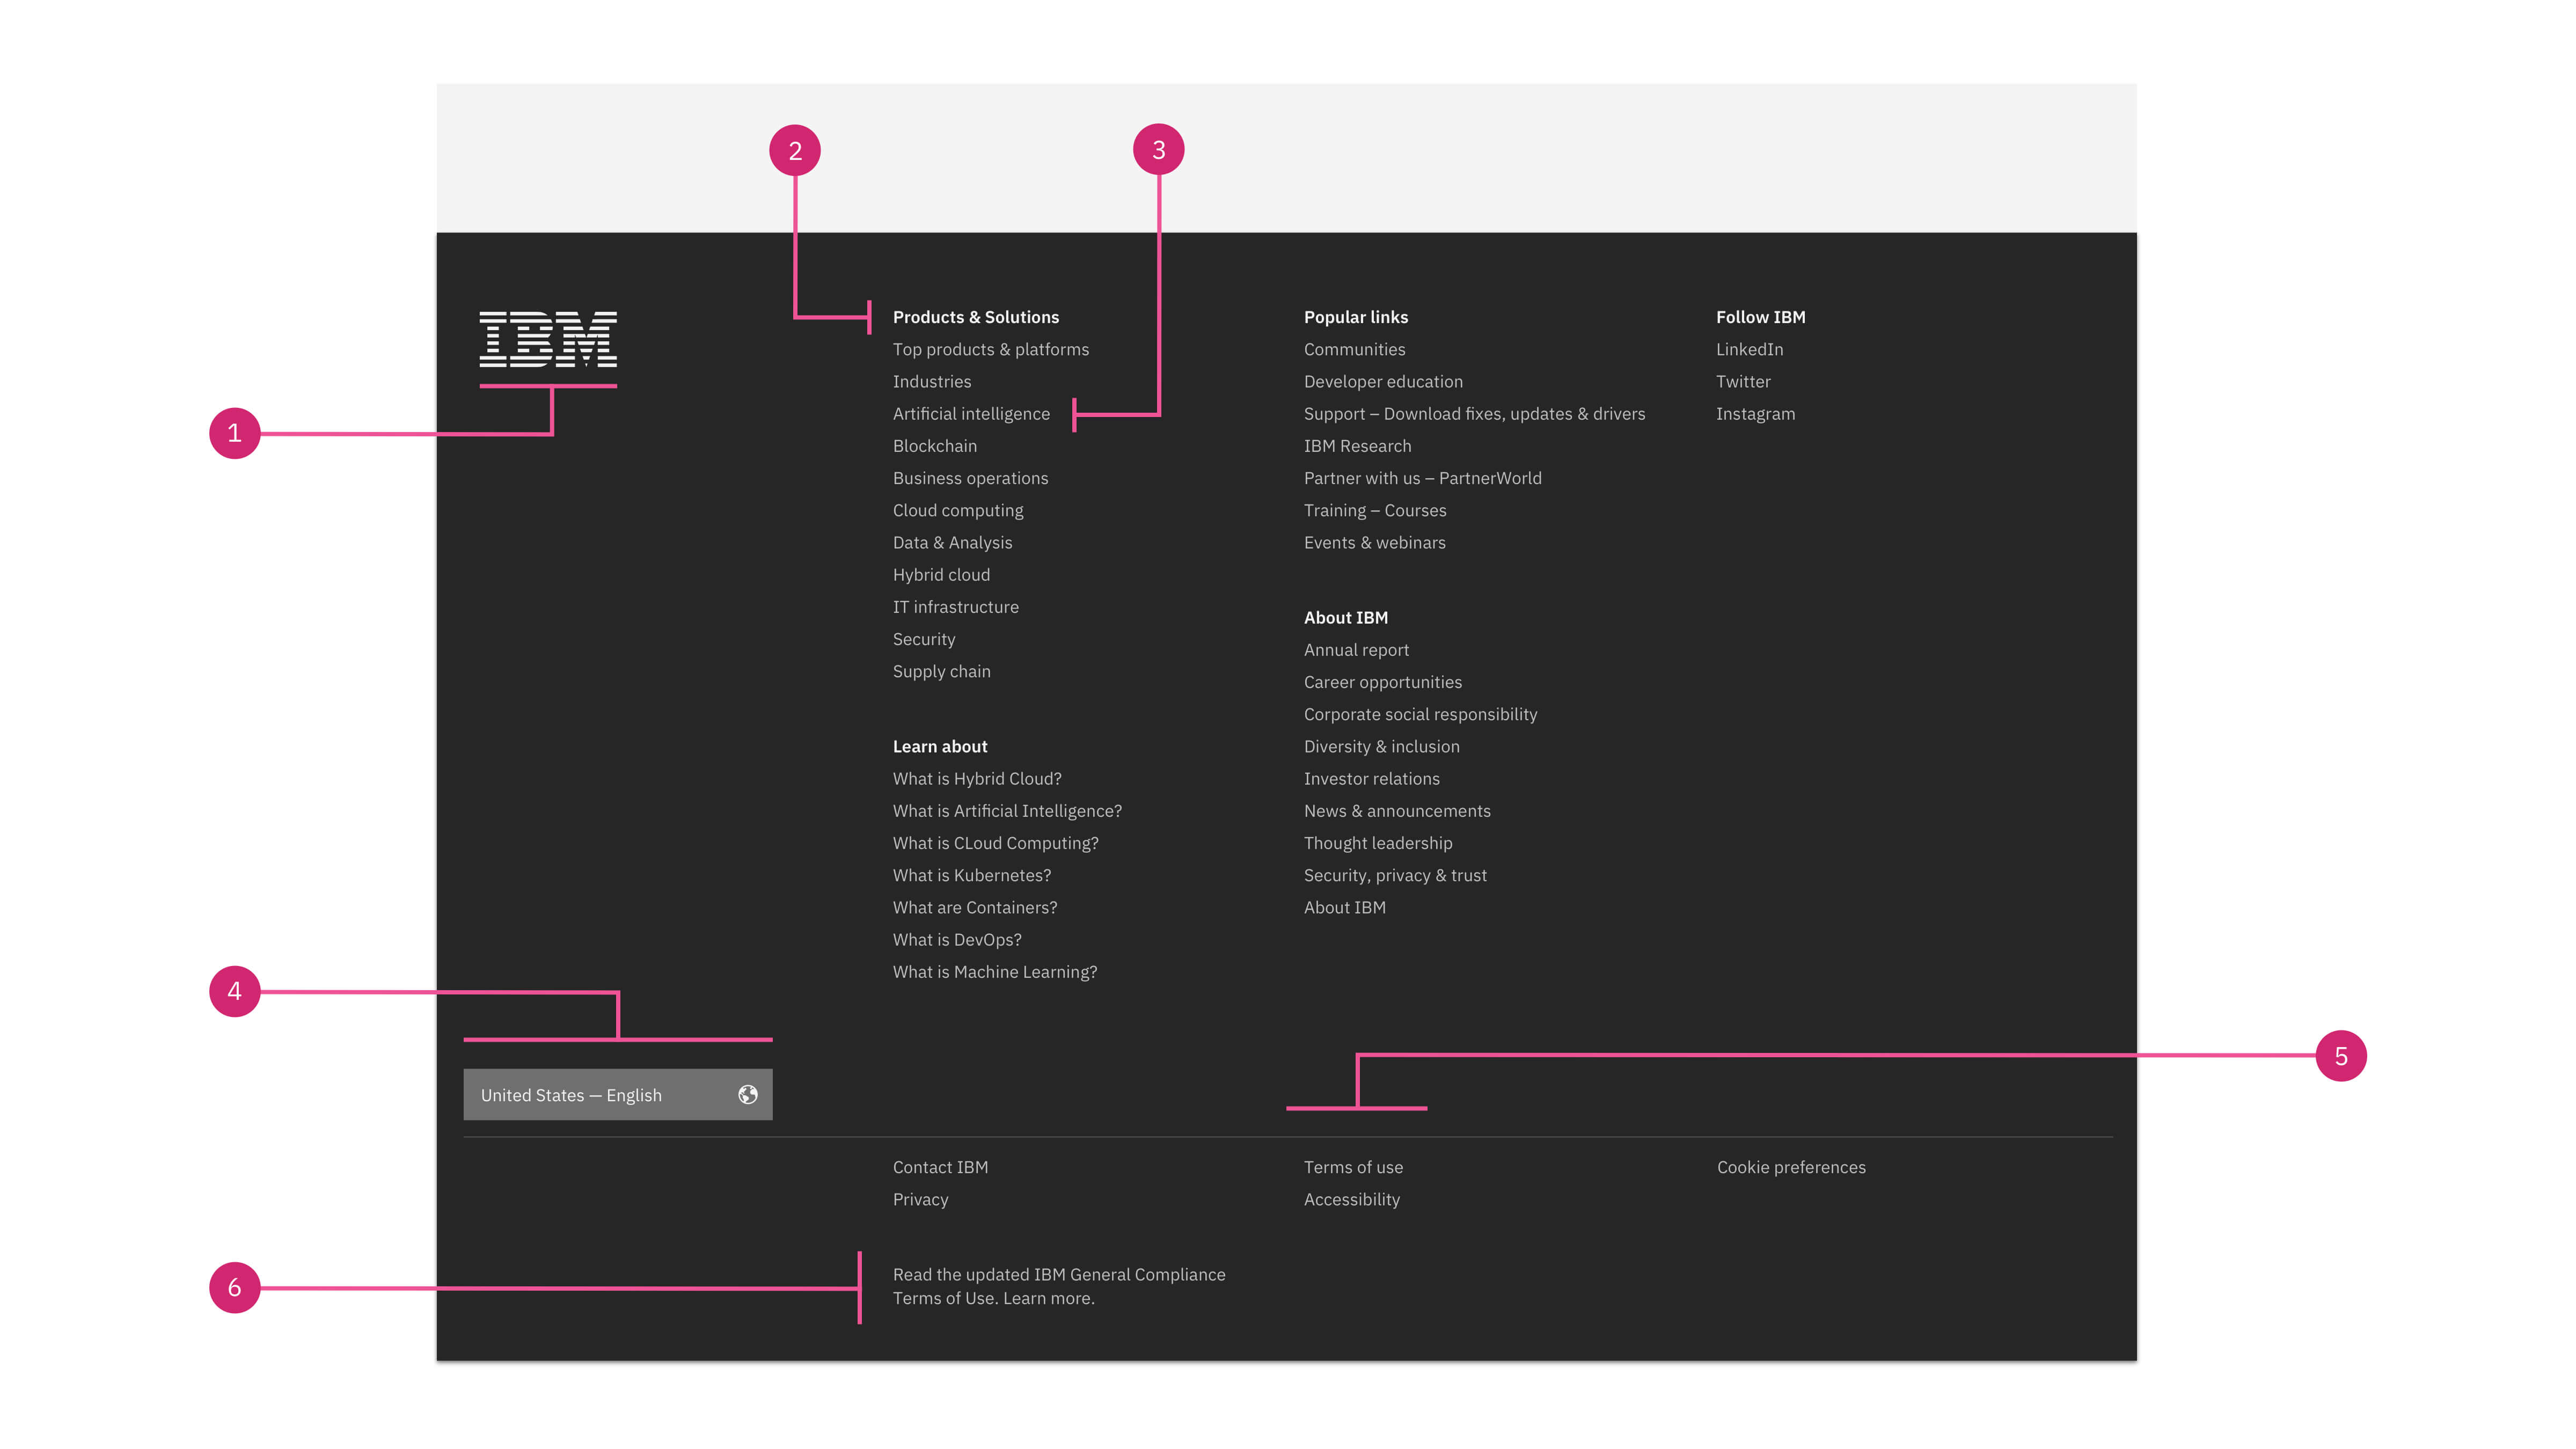 2
3
1
IBM
Products & Solutions
Top products & platforms
Industries
Artificial intelligence
Blockchain
Business operations
Cloud computing
Data & Analysis
Hybrid cloud
IT infrastructure
Security
Supply chain
Learn about
What is Hybrid Cloud?
What is Artificial Intelligence?
What is CLoud Computing?
What is Kubernetes?
What are Containers?
What is DevOps?
What is Machine Learning?
Popular links
Communities
Developer education
Support – Download fixes, updates & drivers
IBM Research
Partner with us – PartnerWorld
Training – Courses
Events & webinars
About IBM
Annual report
Career opportunities
Corporate social responsibility
Diversity & inclusion
Investor relations
News & announcements
Thought leadership
Security, privacy & trust
About IBM
Follow IBM
LinkedIn
Twitter
Instagram
4
5
United States — English
Contact IBM
Privacy
Terms of use
Accessibility
Cookie preferences
6
Read the updated IBM General Compliance
Terms of Use. Learn more.